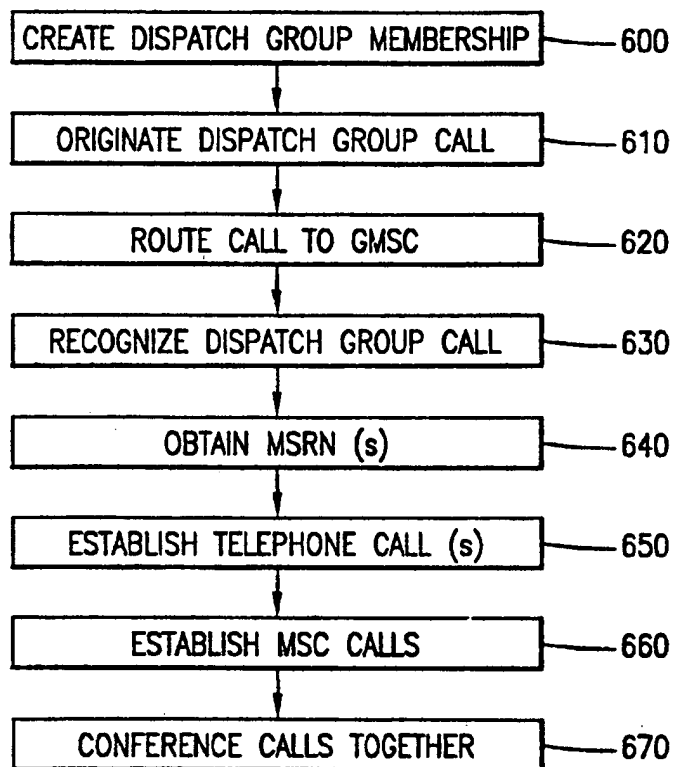 CREATE DISPATCH GROUP MEMBERSHIP 600
ORIGINATE DISPATCH GROUP CALL 610
ROUTE CALL TO GMSC 620
RECOGNIZE DISPATCH GROUP CALL 630
OBTAIN MSRN (s) 640
ESTABLISH TELEPHONE CALL (s) 650
ESTABLISH MSC CALLS 660
CONFERENCE CALLS TOGETHER 670